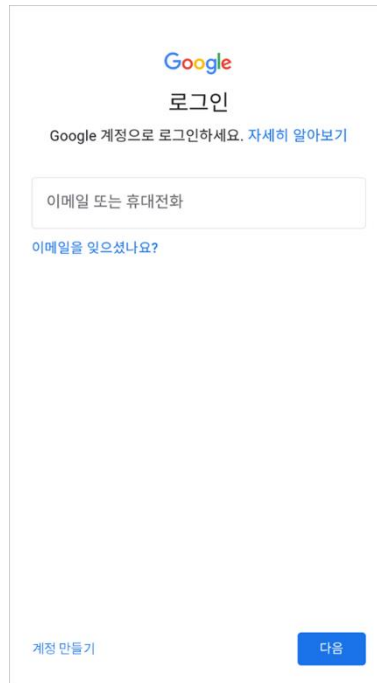 Google
로그인
Google 계정으로 로그인하세요. 자세히 알아보기
이메일 또는 휴대전화
이메일을 잊으셨나요?
계정 만들기
다음